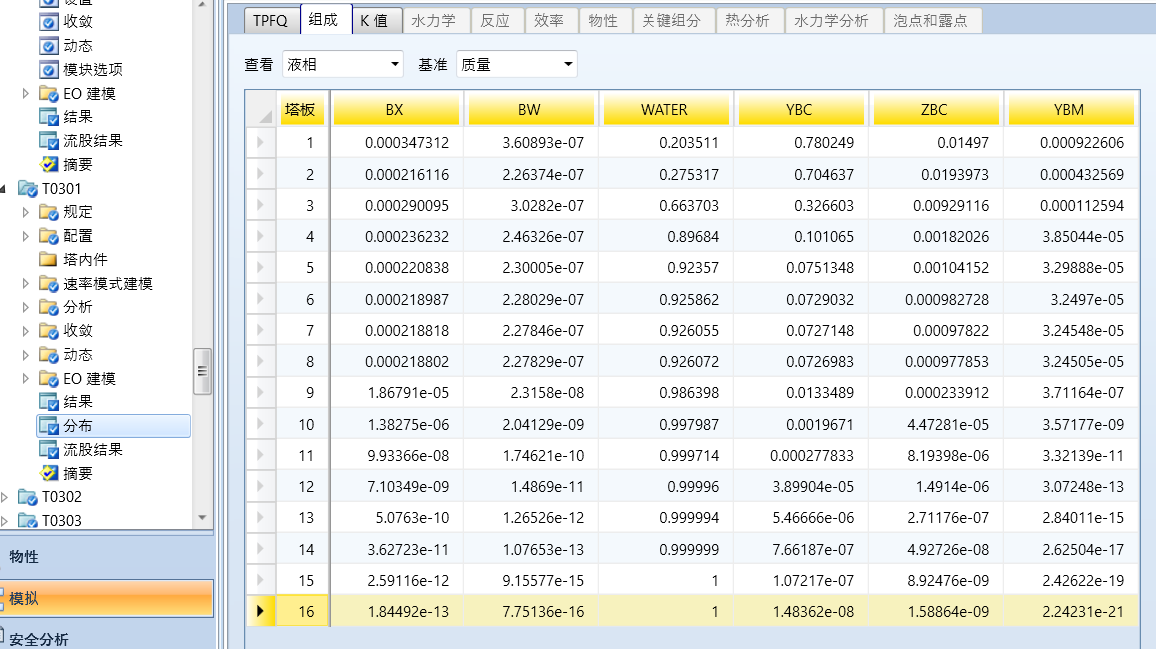 设置
收敛
动态
模块选项
EO 建模
结果
流股结果
摘要
T0301
规定
配置
塔内件
速率模式建模
分析
收敛
动态
EO 建模
结果
分布
流股结果
摘要
T0302
T0303
物性
模拟
安全分析
TPFQ 组成 K 值 水力学 反应 效率 物性 关键组分 热分析 水力学分析 泡点和露点
查看 液相 基准 质量
塔板 BX BW WATER YBC ZBC YBM
1 0.000347312 3.60893e-07 0.203511 0.780249 0.01497 0.000922606
2 0.000216116 2.26374e-07 0.275317 0.704637 0.0193973 0.000432569
3 0.000290095 3.0282e-07 0.663703 0.326603 0.00929116 0.000112594
4 0.000236232 2.46326e-07 0.89684 0.101065 0.00182026 3.85044e-05
5 0.000220838 2.30005e-07 0.92357 0.0751348 0.00104152 3.29888e-05
6 0.000218987 2.28029e-07 0.925862 0.0729032 0.000982728 3.2497e-05
7 0.000218818 2.27846e-07 0.926055 0.0727148 0.00097822 3.24548e-05
8 0.000218802 2.27829e-07 0.926072 0.0726983 0.000977853 3.24505e-05
9 1.86791e-05 2.3158e-08 0.986398 0.0133489 0.000233912 3.71164e-07
10 1.38275e-06 2.04129e-09 0.997987 0.0019671 4.47281e-05 3.57177e-09
11 9.93366e-08 1.74621e-10 0.999714 0.000277833 8.19398e-06 3.32139e-11
12 7.10349e-09 1.4869e-11 0.99996 3.89904e-05 1.4914e-06 3.07248e-13
13 5.0763e-10 1.26526e-12 0.999994 5.46666e-06 2.71176e-07 2.84011e-15
14 3.62723e-11 1.07653e-13 0.999999 7.66187e-07 4.92726e-08 2.62504e-17
15 2.59116e-12 9.15577e-15 1 1.07217e-07 8.92476e-09 2.42622e-19
16 1.84492e-13 7.75136e-16 1 1.48362e-08 1.58864e-09 2.24231e-21